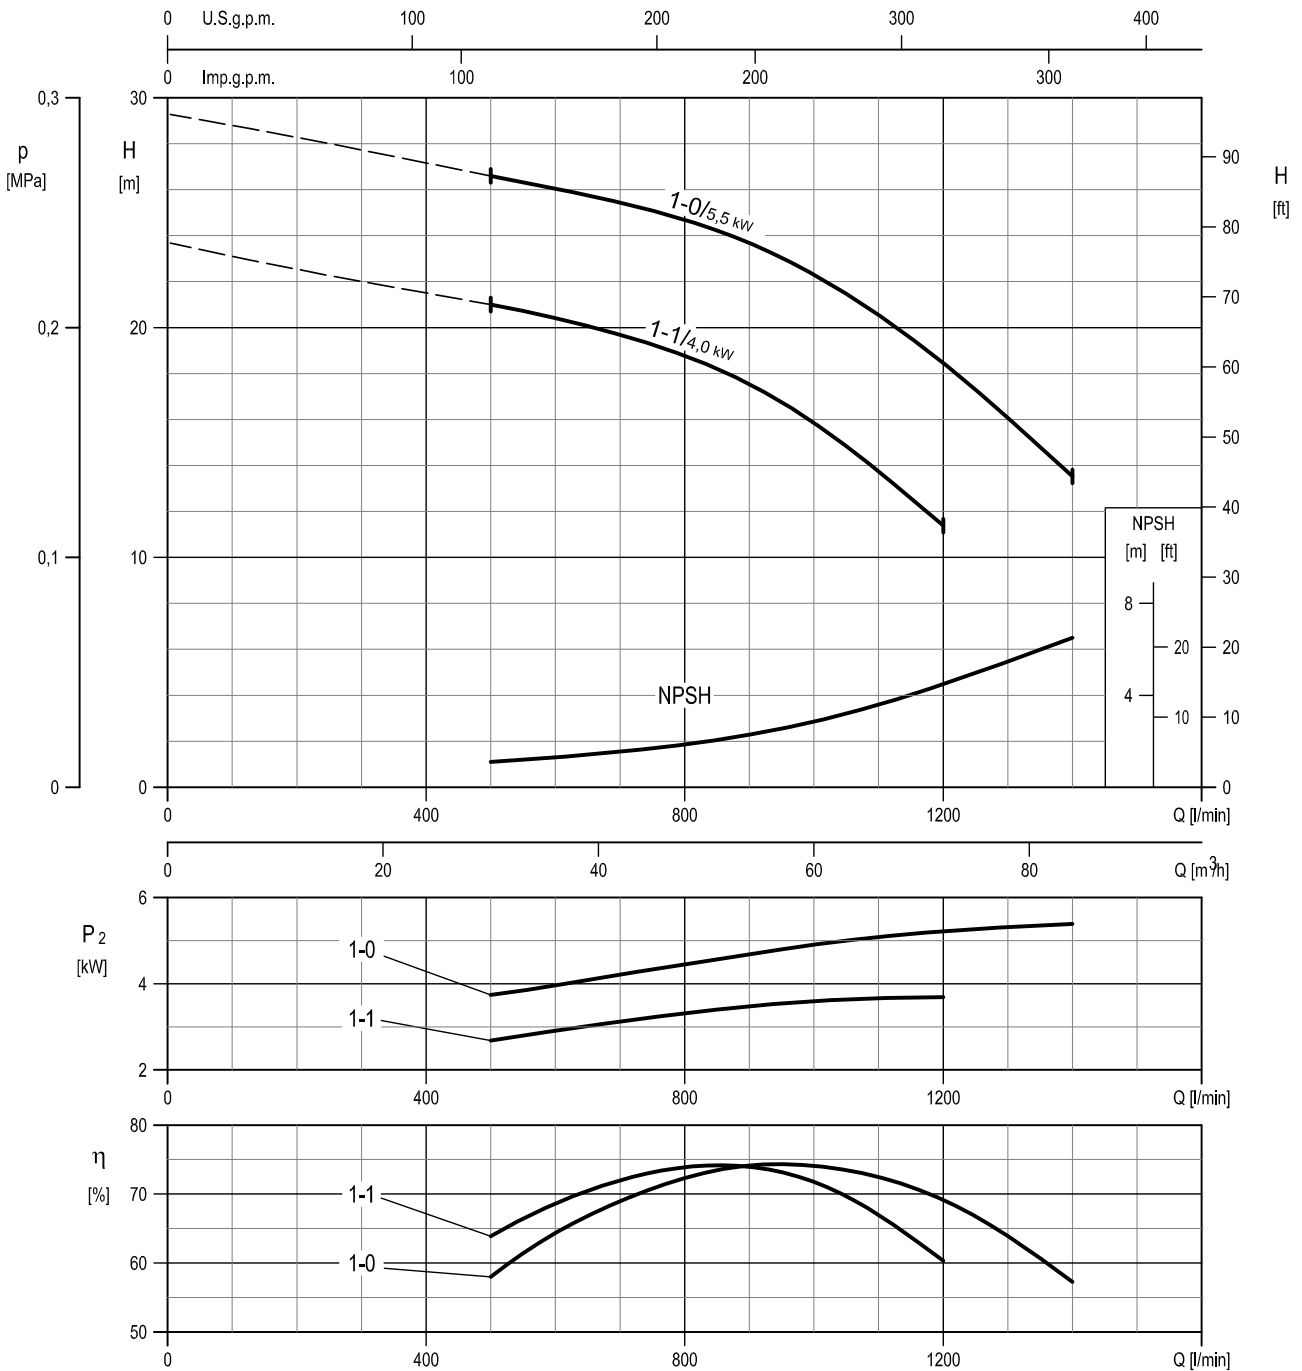 0 U.S.g.p.m. 100 200 300 400
0 Imp.g.p.m. 100 200 300
0,3 30
p H
[MPa] [m]
90
H
[ft]
1-0/5,5 kW
80
70
0,2 20
1-1/4,0 kW
60
50
40
NPSH
[m] [ft]
0,1 10
30
8
20 20
NPSH
4
10 10
0 0 0
0 400 800 1200 Q [l/min]
0 20 40 60 80 Q [m³/h]
6
P2
[kW]
1-0
4
1-1
2
0 400 800 1200 Q [l/min]
80
η
[%]
70
1-1
1-0
60
50
0 400 800 1200 Q [l/min]